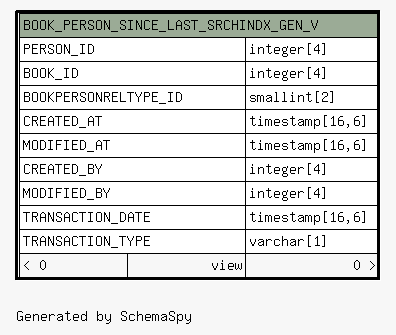 BOOK_PERSON_SINCE_LAST_SRCHINDX_GEN_V
PERSON_ID integer[4]
BOOK_ID integer[4]
BOOKPERSONRELTYPE_ID smallint[2]
CREATED_AT timestamp[16,6]
MODIFIED_AT timestamp[16,6]
CREATED_BY integer[4]
MODIFIED_BY integer[4]
TRANSACTION_DATE timestamp[16,6]
TRANSACTION_TYPE varchar[1]
< 0 view 0 >
Generated by SchemaSpy